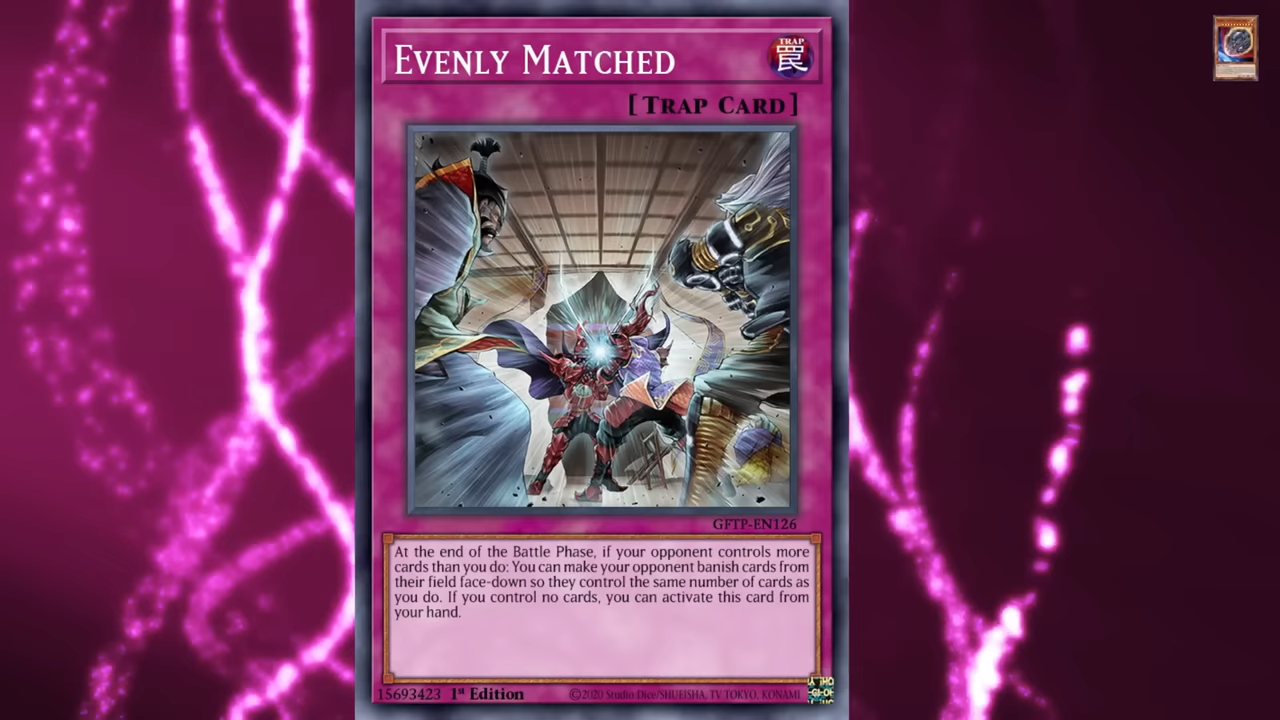 EVENLY MATCHED
TRAP
罠
[TRAP CARD]
GFTP-EN126
At the end of the Battle Phase, if your opponent controls more
cards than you do: You can make your opponent banish cards from
their field face-down so they control the same number of cards as
you do. If you control no cards, you can activate this card from
your hand.
15693423 1st Edition
©2020 Studio Dice/SHUEISHA, TV TOKYO, KONAMI